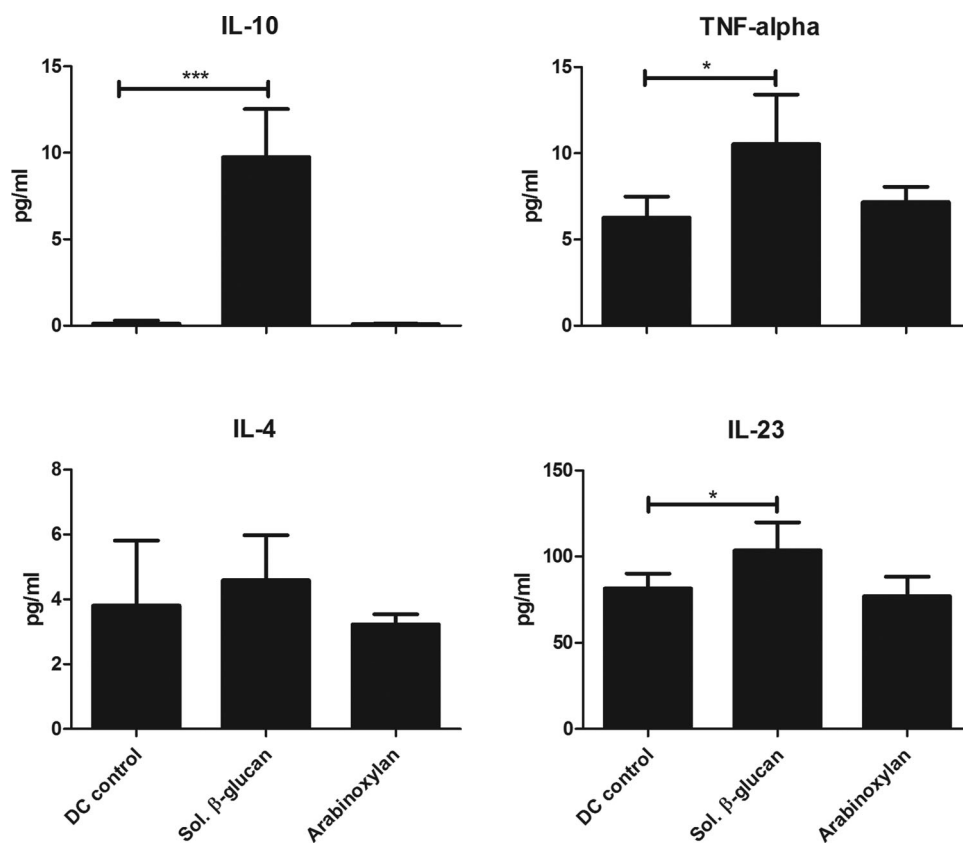 IL-10
***
15
10
5
0
pg/ml
TNF-alpha
*
15
10
5
0
pg/ml
IL-4
8
6
4
2
0
pg/ml
DC control
Sol. β-glucan
Arabinoxylan
IL-23
*
150
100
50
0
pg/ml
DC control
Sol. β-glucan
Arabinoxylan